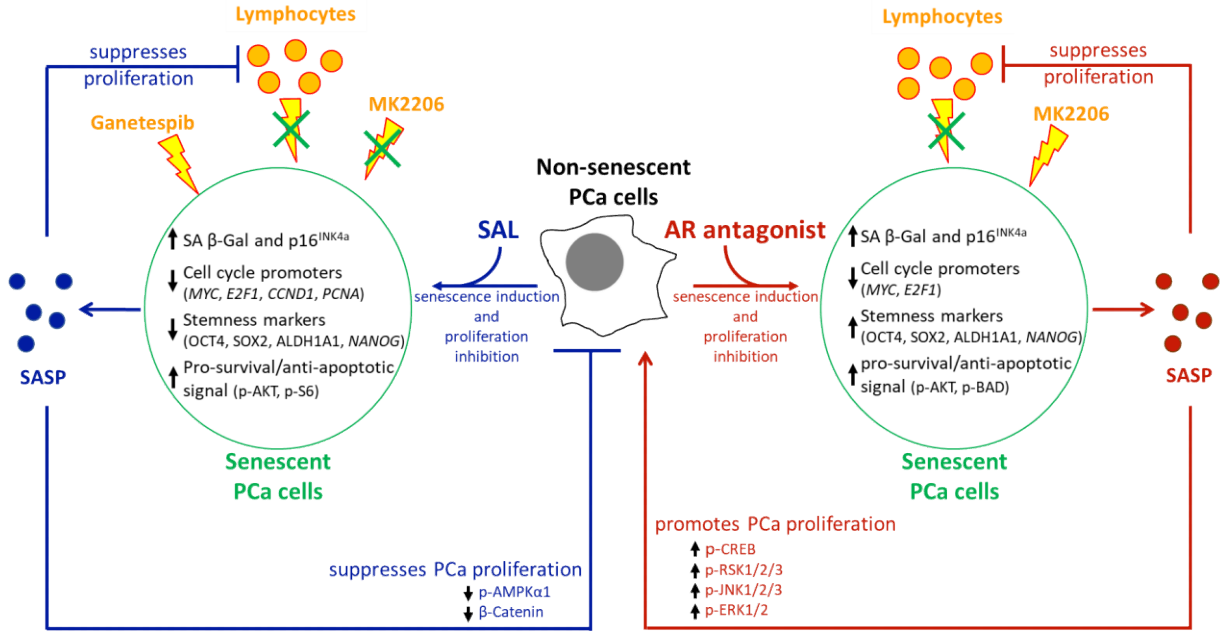 Lymphocytes
suppresses
proliferation
Ganetespib
MK2206
SA β-Gal and p16INK4a
Cell cycle promoters
(MYC, E2F1, CCND1, PCNA)
Stemness markers
(OCT4, SOX2, ALDH1A1, NANOG)
Pro-survival/anti-apoptotic
signal (p-AKT, p-S6)
SASP
Senescent
PCa cells
Non-senescent
PCa cells
SAL
senescence induction
and
proliferation
inhibition
AR antagonist
senescence induction
and
proliferation
inhibition
Lymphocytes
suppresses
proliferation
MK2206
SA β-Gal and p16INK4a
Cell cycle promoters
(MYC, E2F1)
Stemness markers
(OCT4, SOX2, ALDH1A1, NANOG)
pro-survival/anti-apoptotic
signal (p-AKT, p-BAD)
SASP
Senescent
PCa cells
suppresses PCa proliferation
p-AMPKα1
β-Catenin
promotes PCa proliferation
p-CREB
p-RSK1/2/3
p-JNK1/2/3
p-ERK1/2